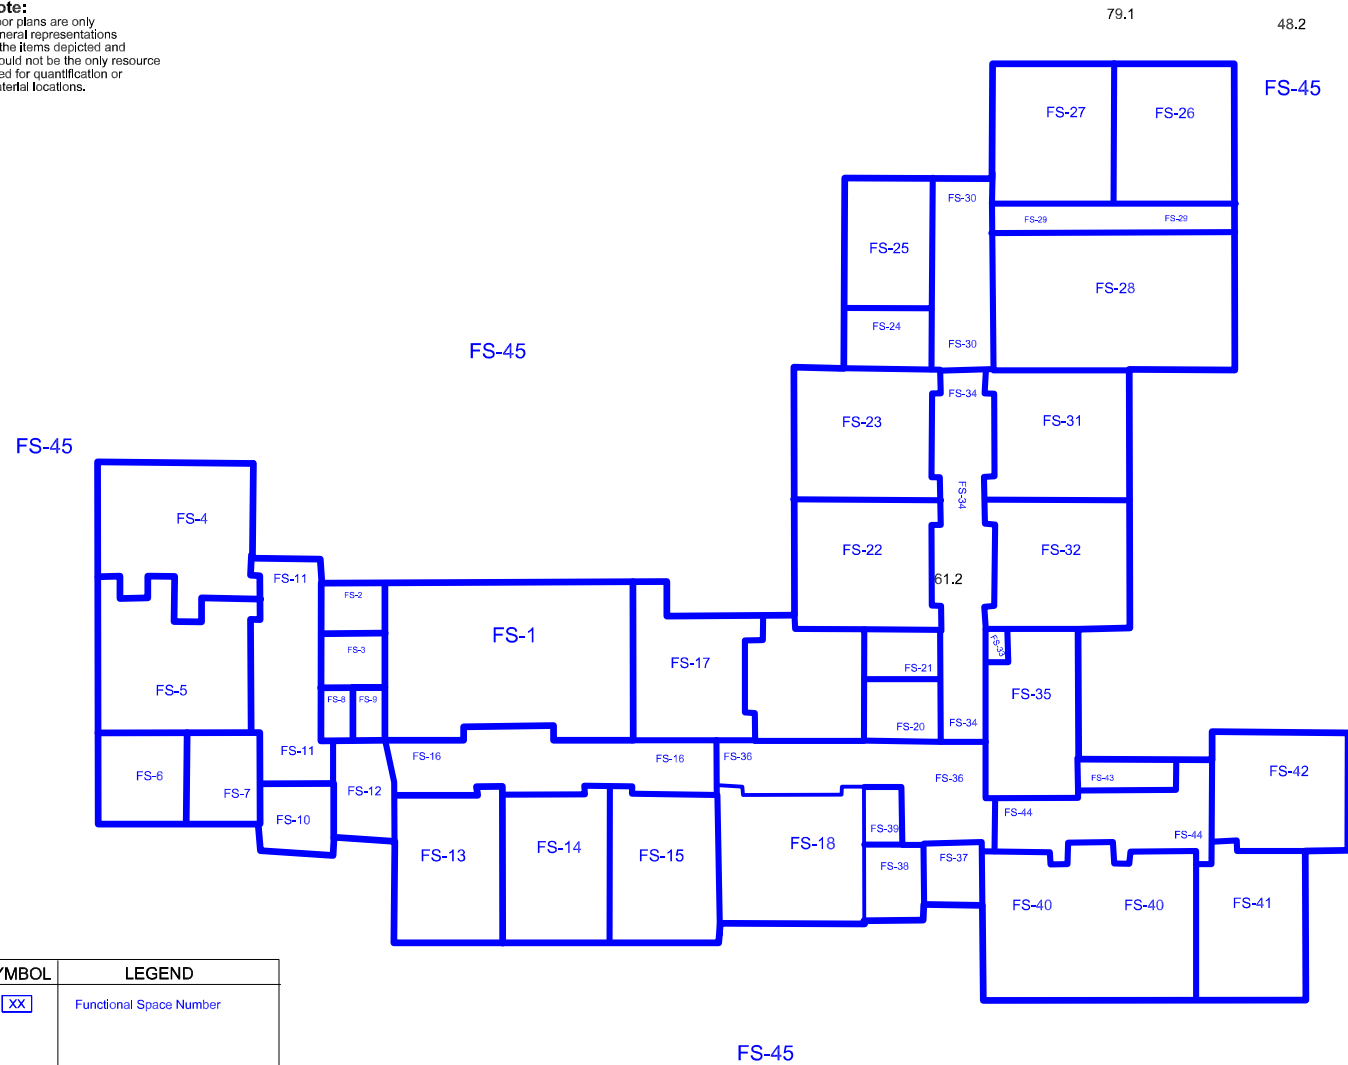 ote:
oor plans are only
neral representations
the items depicted and
ould not be the only resource
ed for quantification or
aterial locations.
79.1
48.2
FS-45
FS-27
FS-26
FS-30
FS-29
FS-29
FS-25
FS-28
FS-24
FS-30
FS-45
FS-34
FS-23
FS-31
FS-45
FS-34
FS-4
FS-22
FS-32
61.2
FS-11
FS-2
FS-1
FS-3
FS-17
FS-21
FS-33
FS-5
FS-8
FS-9
FS-35
FS-20
FS-34
FS-11
FS-16
FS-16
FS-36
FS-36
FS-6
FS-7
FS-12
FS-43
FS-42
FS-10
FS-44
FS-44
FS-13
FS-14
FS-15
FS-18
FS-39
FS-38
FS-37
FS-40
FS-40
FS-41
YMBOL
LEGEND
XX
Functional Space Number
FS-45